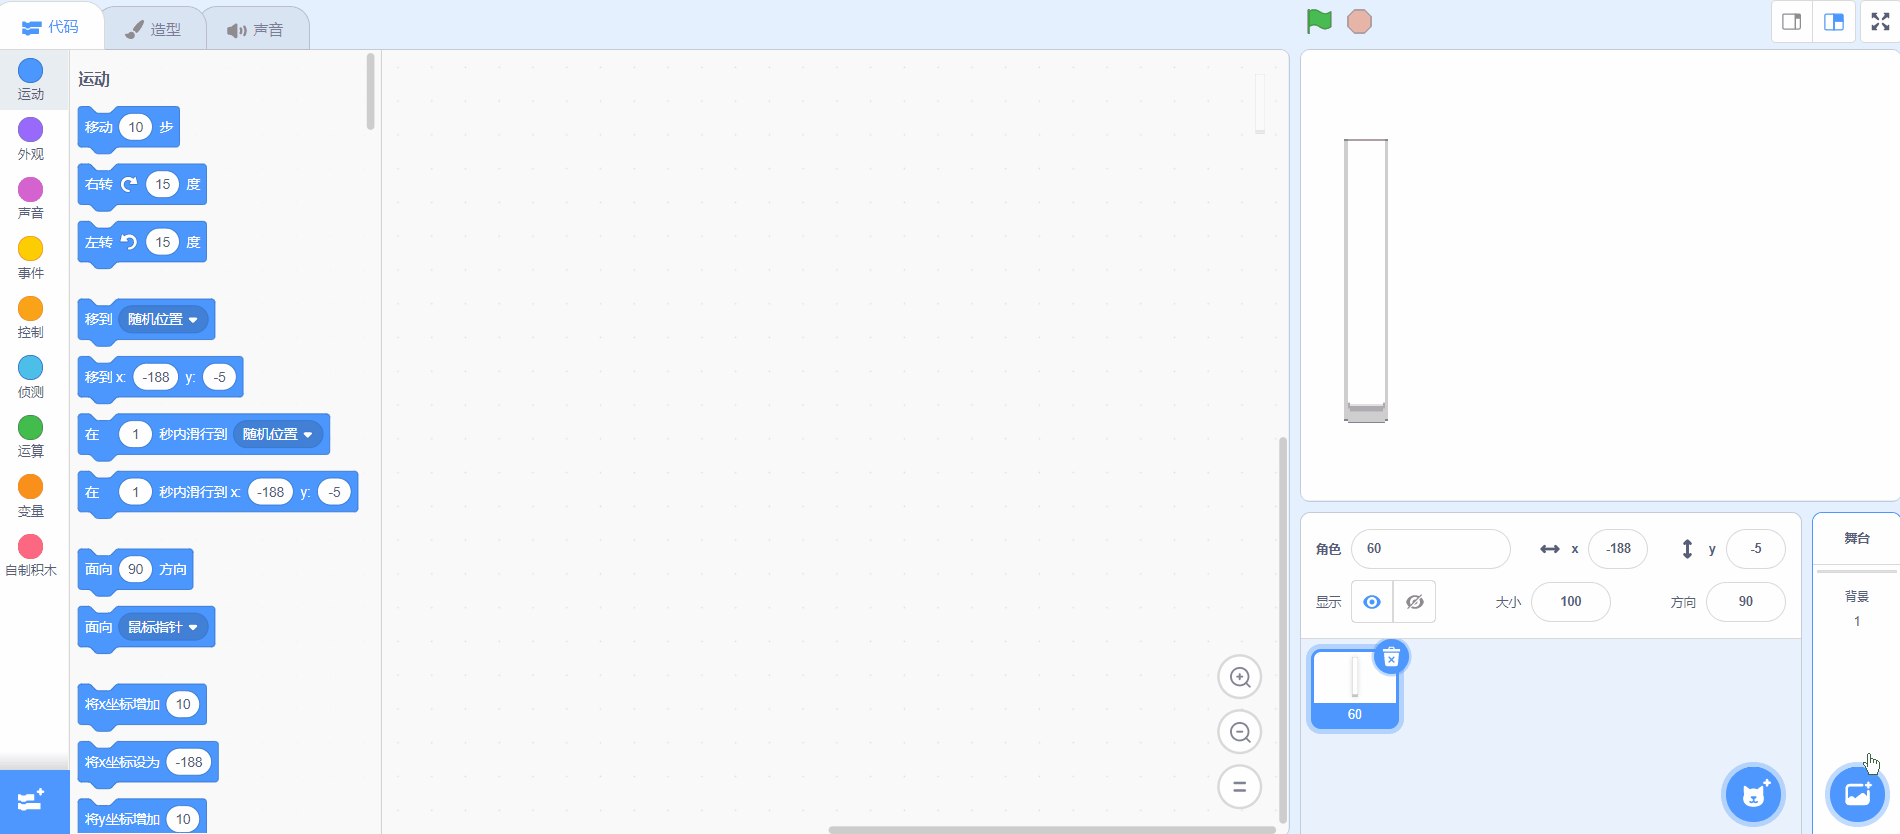 代码
造型
声音
运动
外观
声音
事件
控制
侦测
运算
变量
自制积木
运动
移动 10 步
右转 15 度
左转 15 度
移到 随机位置
移到 x: -188 y: -5
在 1 秒内滑行到 随机位置
在 1 秒内滑行到 x: -188 y: -5
面向 90 方向
面向 鼠标指针
将x坐标增加 10
将x坐标设为 -188
将y坐标增加 10
角色 60 x -188 y -5
显示 大小 100 方向 90
60
舞台
背景
1